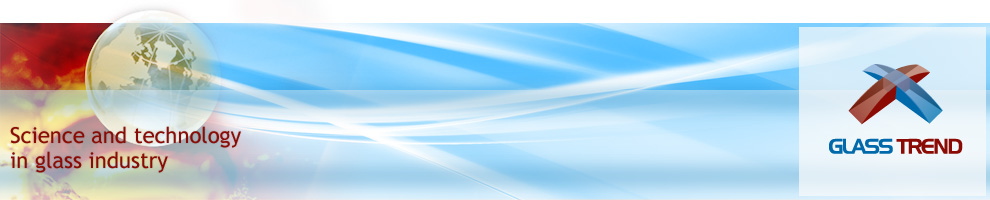 Science and technology
in glass industry
GLASS TREND